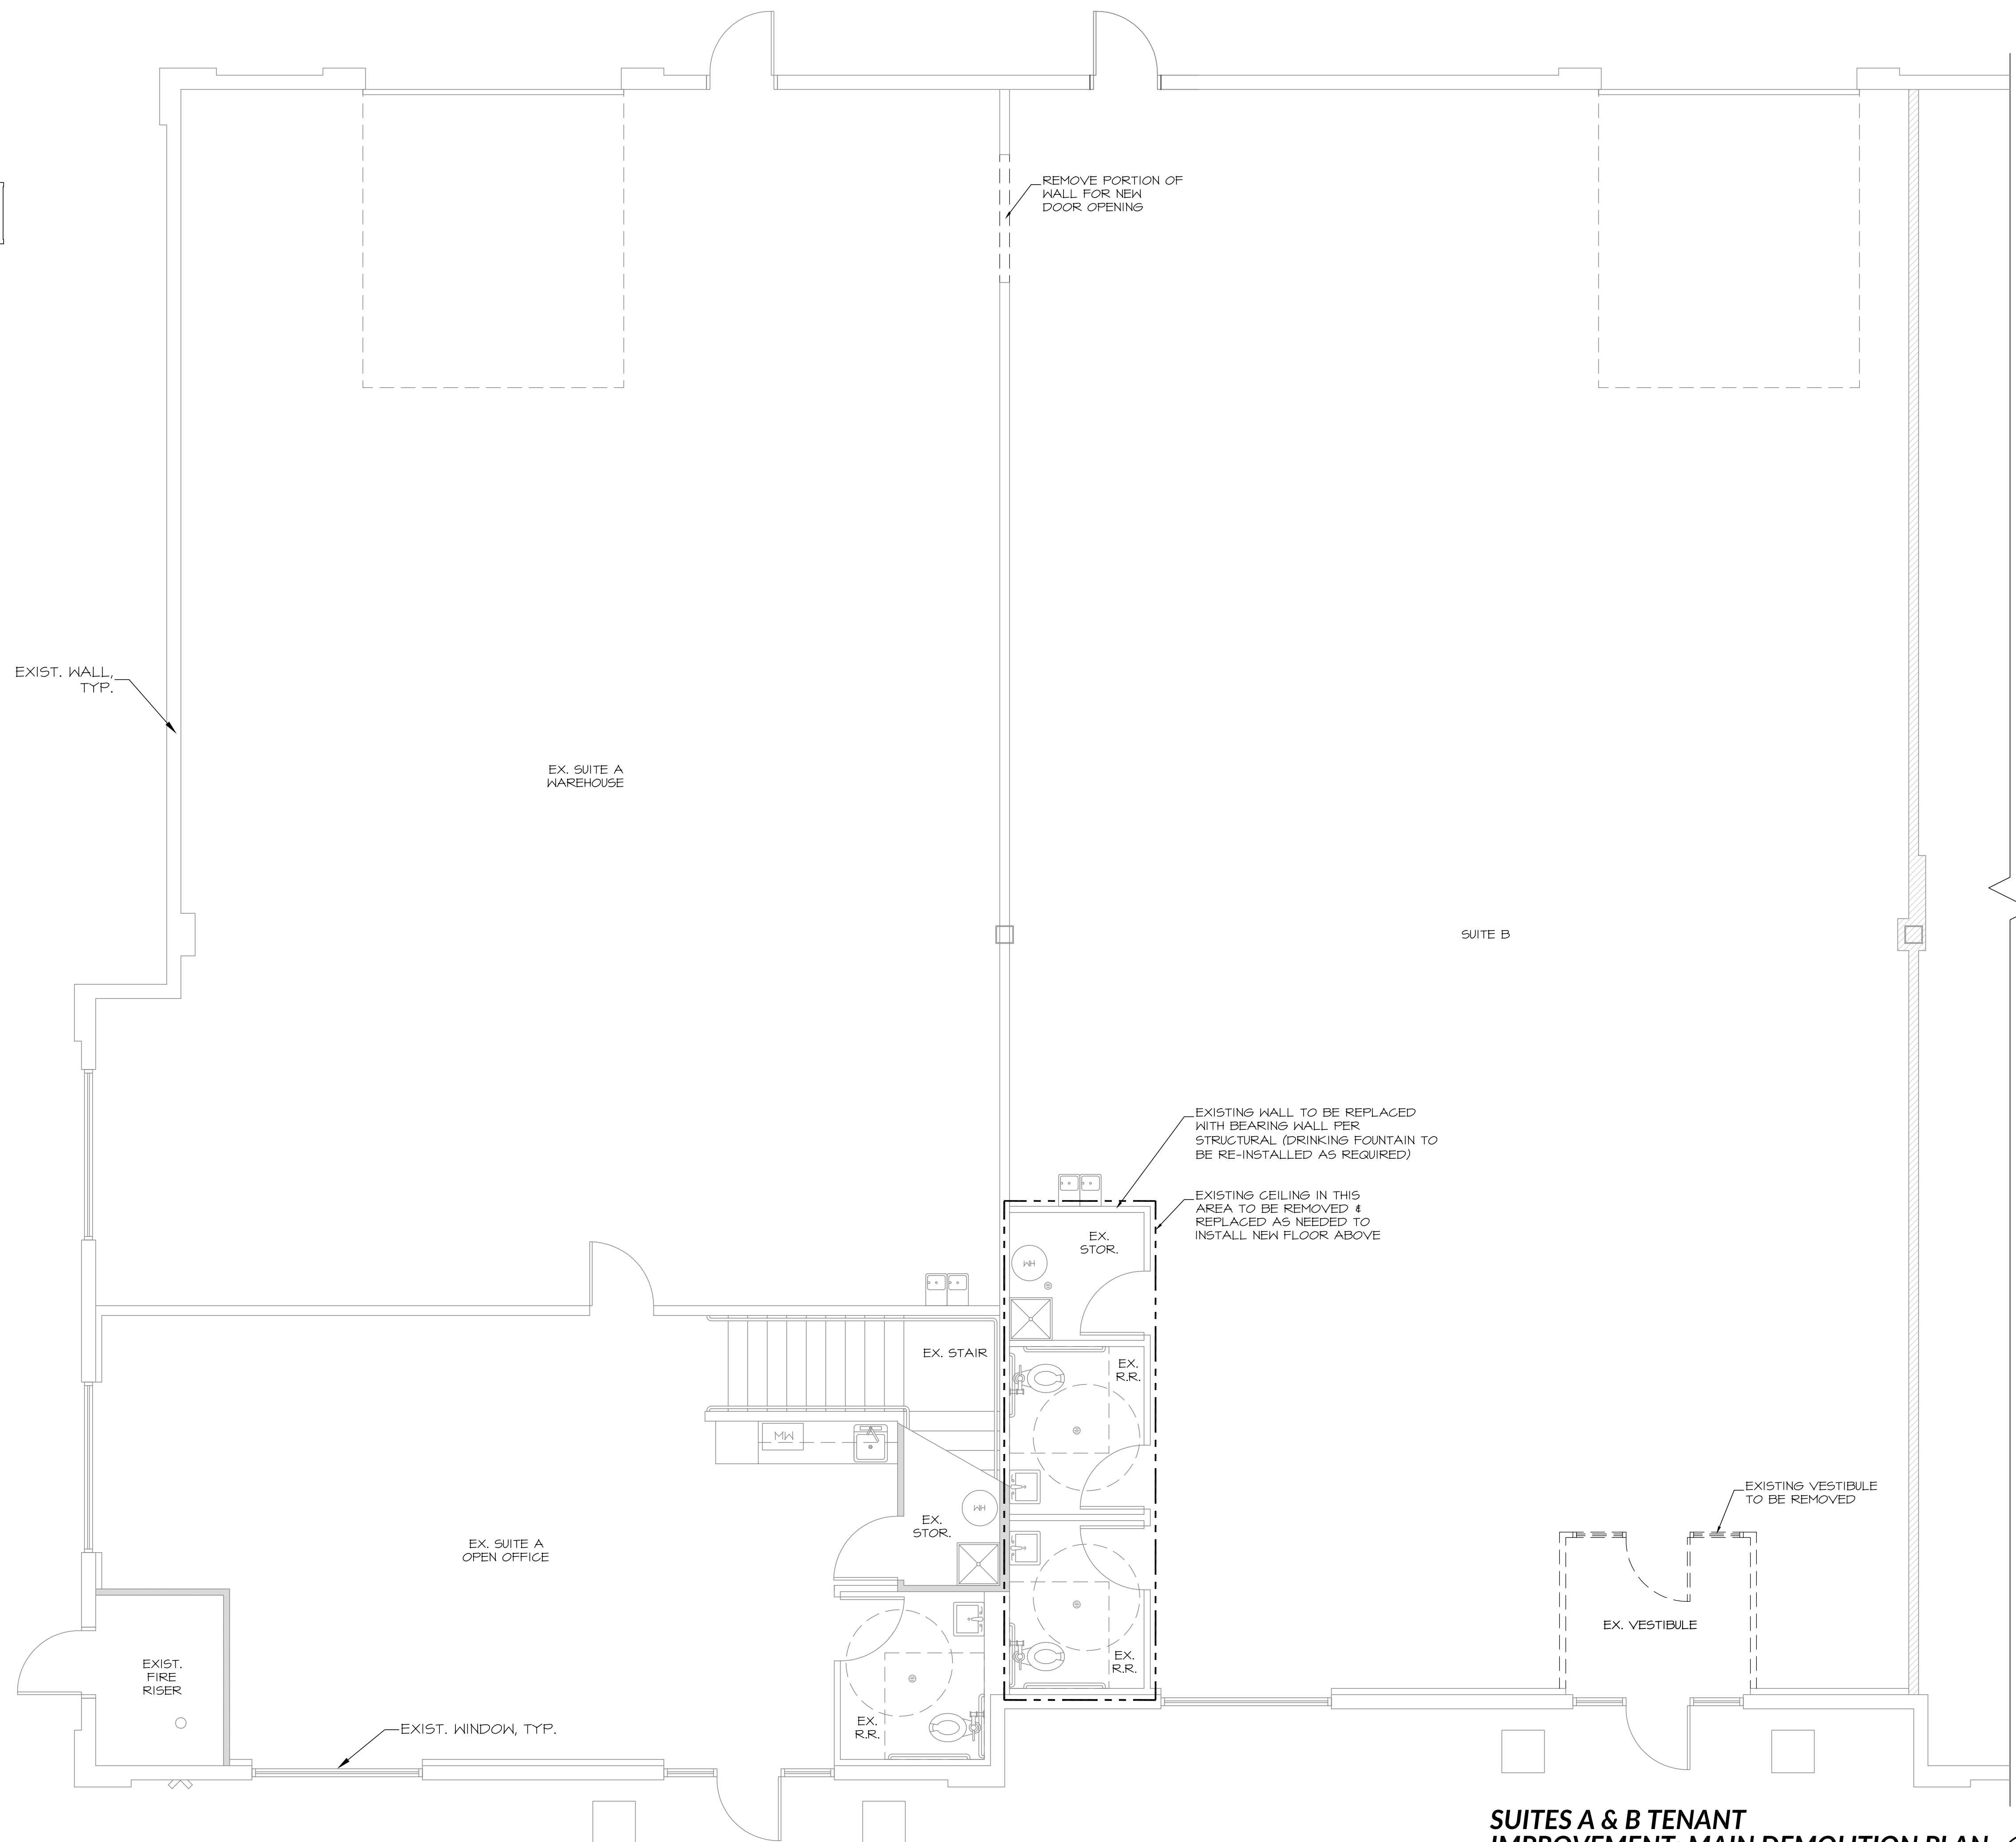 REMOVE PORTION OF
WALL FOR NEW
DOOR OPENING
EXIST. WALL,
TYP.
EX. SUITE A
WAREHOUSE
SUITE B
EXISTING WALL TO BE REPLACED
WITH BEARING WALL PER
STRUCTURAL (DRINKING FOUNTAIN TO
BE RE-INSTALLED AS REQUIRED)
EXISTING CEILING IN THIS
AREA TO BE REMOVED &
REPLACED AS NEEDED TO
INSTALL NEW FLOOR ABOVE
EX.
STOR.
WH
EX. STAIR
EX.
R.R.
MW
WH
EX.
STOR.
EX. SUITE A
OPEN OFFICE
EXISTING VESTIBULE
TO BE REMOVED
EX. VESTIBULE
EX.
R.R.
EXIST.
FIRE
RISER
EX.
R.R.
EXIST. WINDOW, TYP.
SUITES A & B TENANT
IMPROVEMENT MAIN DEMOLITION PLAN